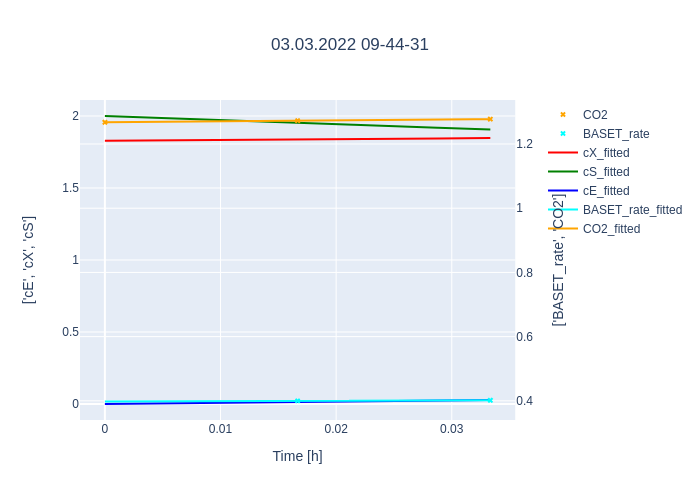 03.03.2022 09-44-31
2
1.5
1
0.5
0
['cE', 'cX', 'cS']
0
0.01
0.02
0.03
Time [h]
1.2
1
0.8
0.6
0.4
['BASET_rate', 'CO2']
CO2
BASET_rate
cX_fitted
cS_fitted
cE_fitted
BASET_rate_fitted
CO2_fitted